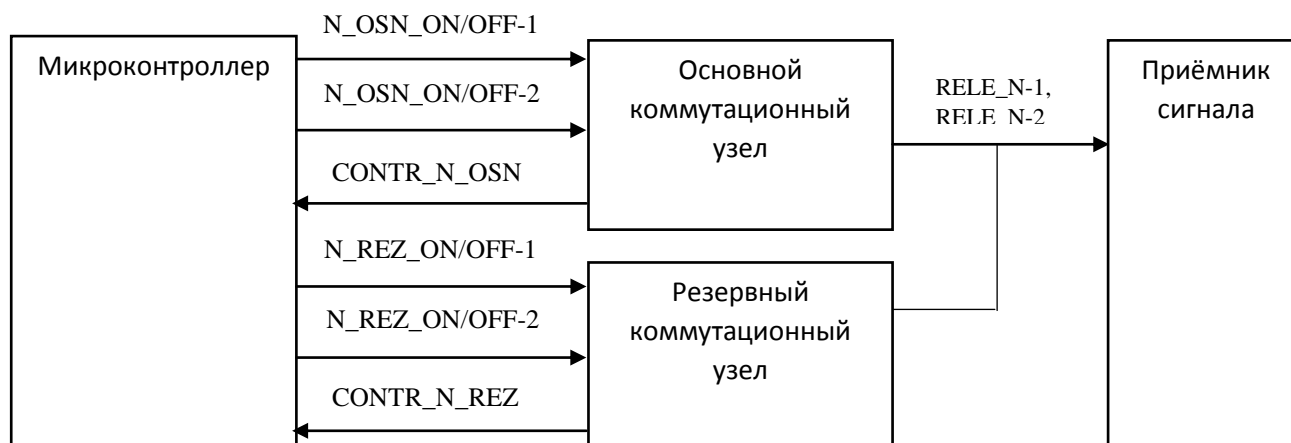 Микроконтроллер
N_OSN_ON/OFF-1
N_OSN_ON/OFF-2
CONTR_N_OSN
N_REZ_ON/OFF-1
N_REZ_ON/OFF-2
CONTR_N_REZ
Основной
коммутационный
узел
Резервный
коммутационный
узел
RELE_N-1,
RELE_N-2
Приёмник
сигнала